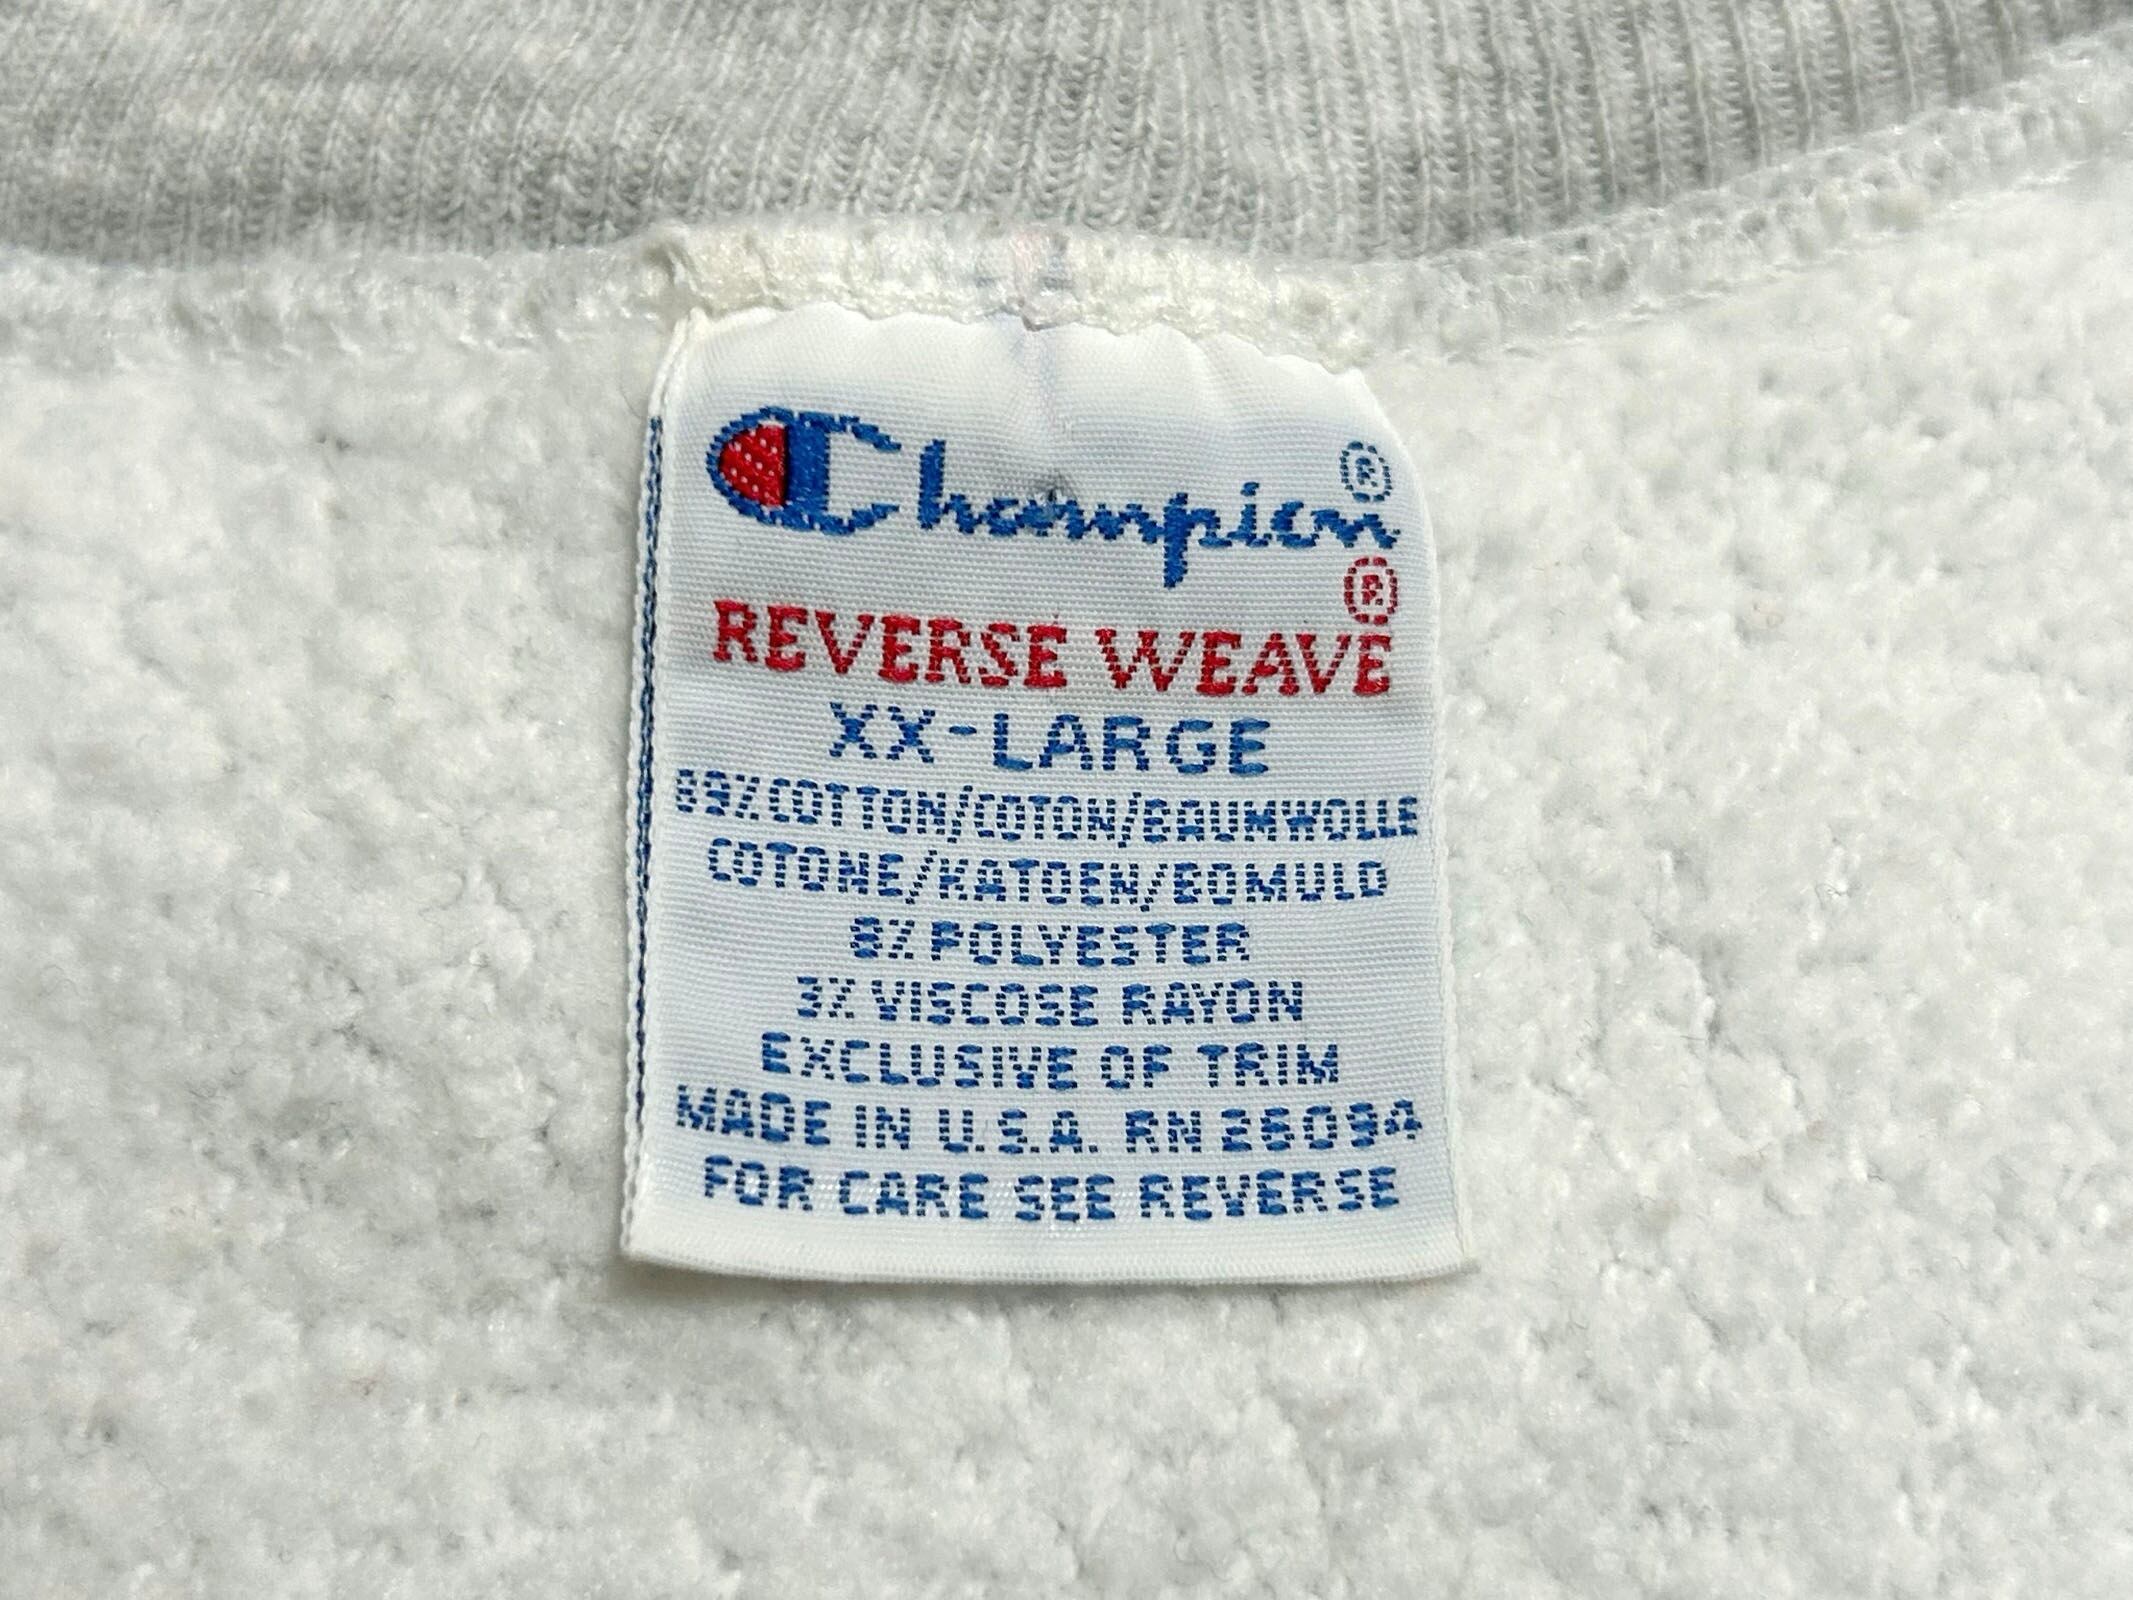 Champion®
REVERSE WEAVE®
XX-LARGE
89% COTTON/COTON/BAUMWOLLE
COTONE/KATOEN/BOMULD
8% POLYESTER
3% VISCOSE RAYON
EXCLUSIVE OF TRIM
MADE IN U.S.A. RN 26094
FOR CARE SEE REVERSE